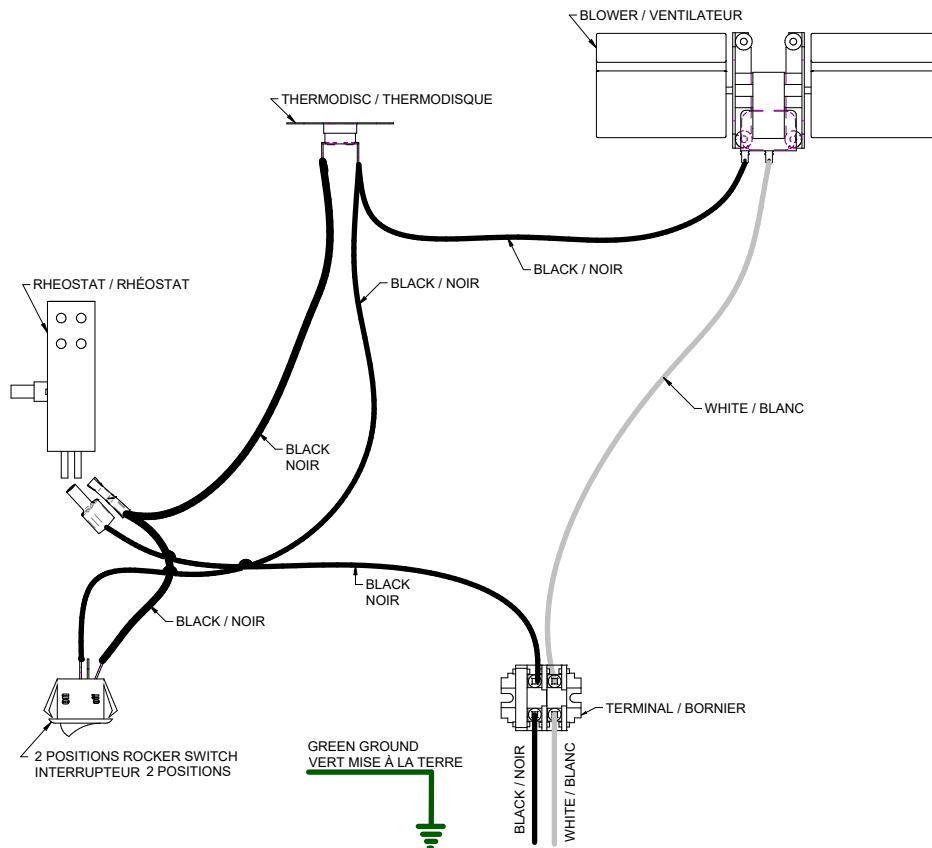 BLOWER / VENTILATEUR
THERMODISC / THERMODISQUE
BLACK / NOIR
BLACK / NOIR
RHEOSTAT / RHÉOSTAT
WHITE / BLANC
BLACK
NOIR
BLACK
NOIR
BLACK / NOIR
TERMINAL / BORNIER
2 POSITIONS ROCKER SWITCH
INTERRUPTEUR 2 POSITIONS
GREEN GROUND
VERT MISE À LA TERRE
BLACK / NOIR
WHITE / BLANC